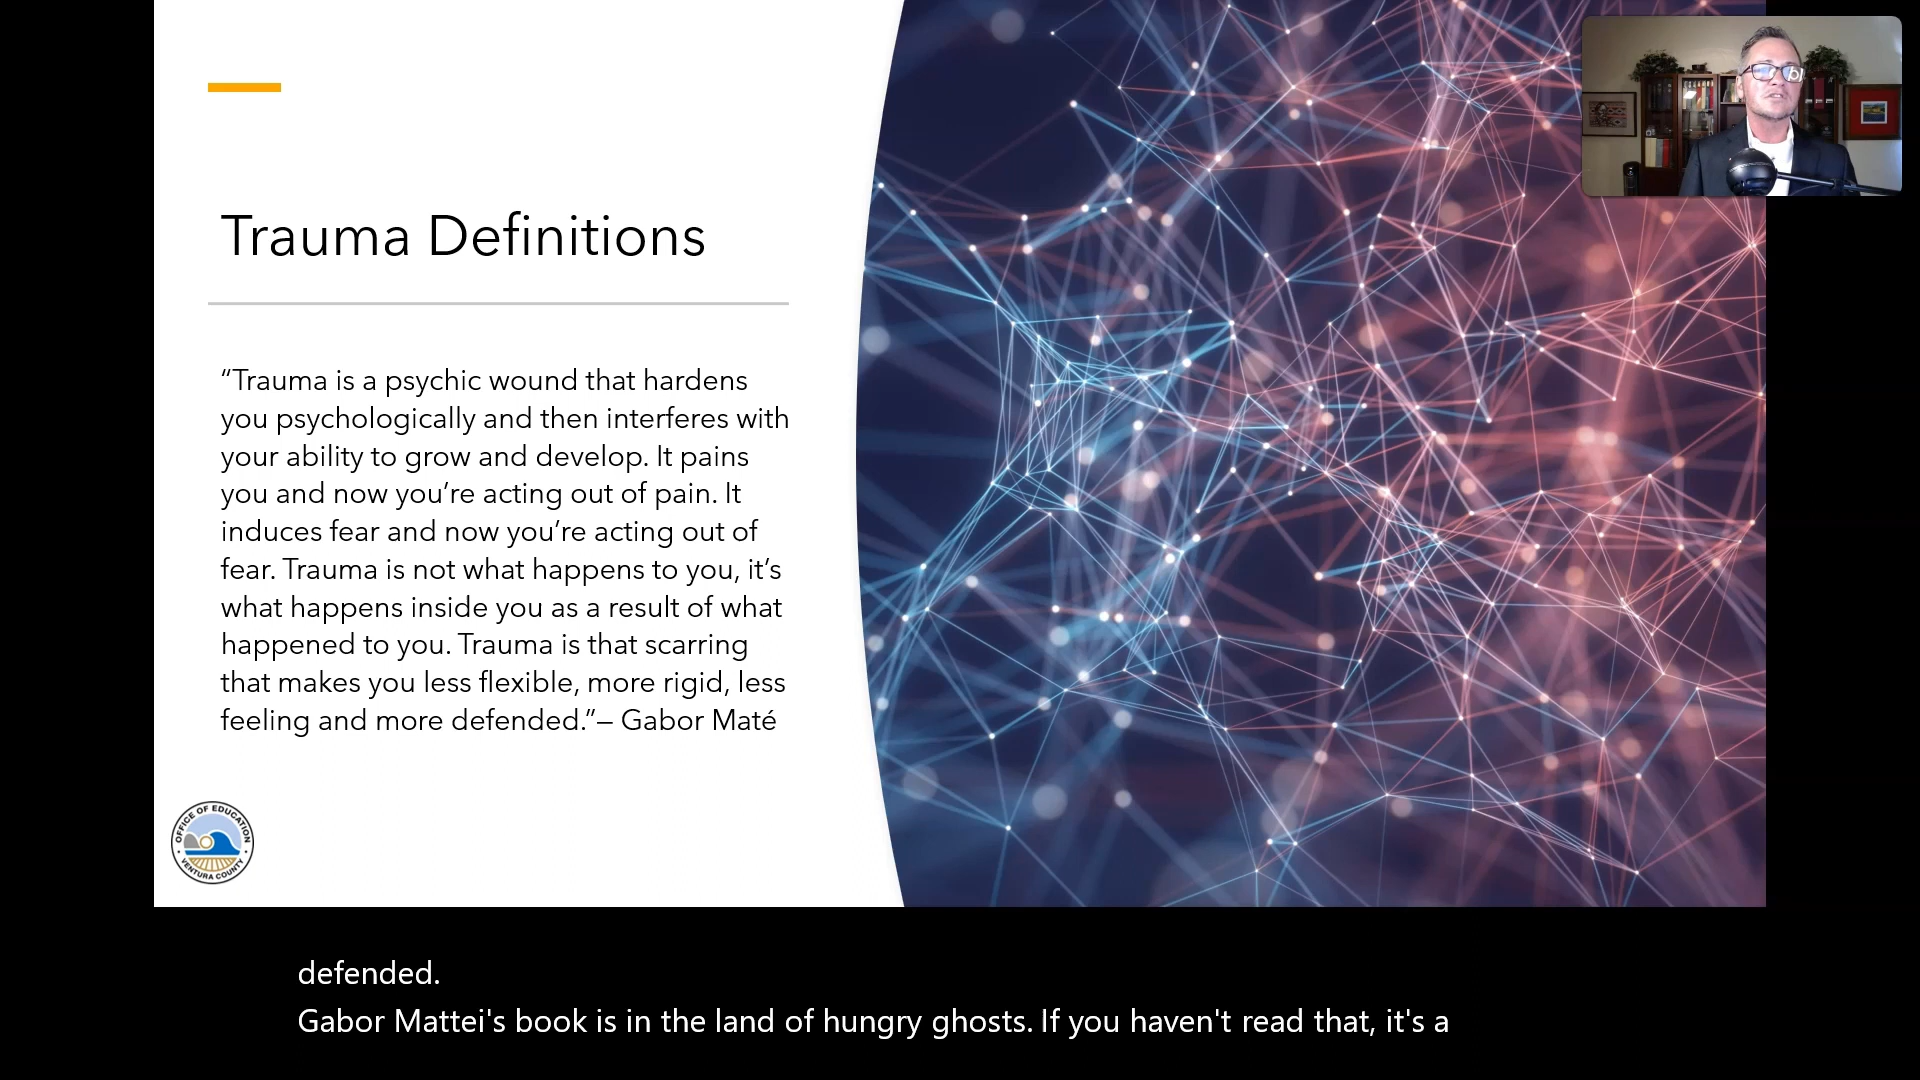 Trauma Definitions
“Trauma is a psychic wound that hardens
you psychologically and then interferes with
your ability to grow and develop. It pains
you and now you’re acting out of pain. It
induces fear and now you’re acting out of
fear. Trauma is not what happens to you, it’s
what happens inside you as a result of what
happened to you. Trauma is that scarring
that makes you less flexible, more rigid, less
feeling and more defended.”– Gabor Maté
OFFICE OF EDUCATION
VENTURA COUNTY
defended.
Gabor Mattei's book is in the land of hungry ghosts. If you haven't read that, it's a